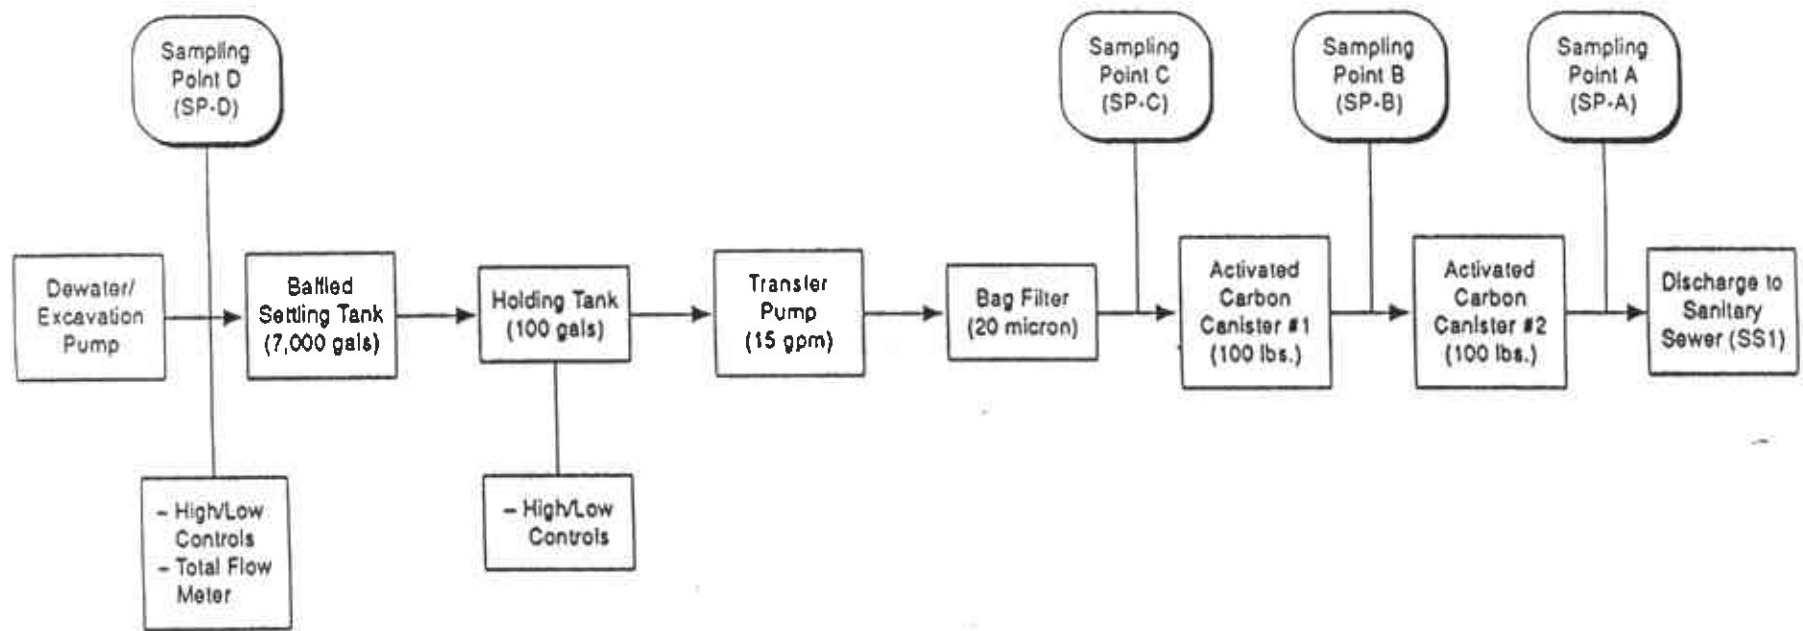 Sampling
Point D
(SP-D)
Sampling
Point C
(SP-C)
Sampling
Point B
(SP-B)
Sampling
Point A
(SP-A)
Dewater/
Excavation
Pump
Baffled
Settling Tank
(7,000 gals)
Holding Tank
(100 gals)
Transfer
Pump
(15 gpm)
Bag Filter
(20 micron)
Activated
Carbon
Canister #1
(100 lbs.)
Activated
Carbon
Canister #2
(100 lbs.)
Discharge to
Sanitary
Sewer (SS1)
– High/Low
Controls
– Total Flow
Meter
– High/Low
Controls